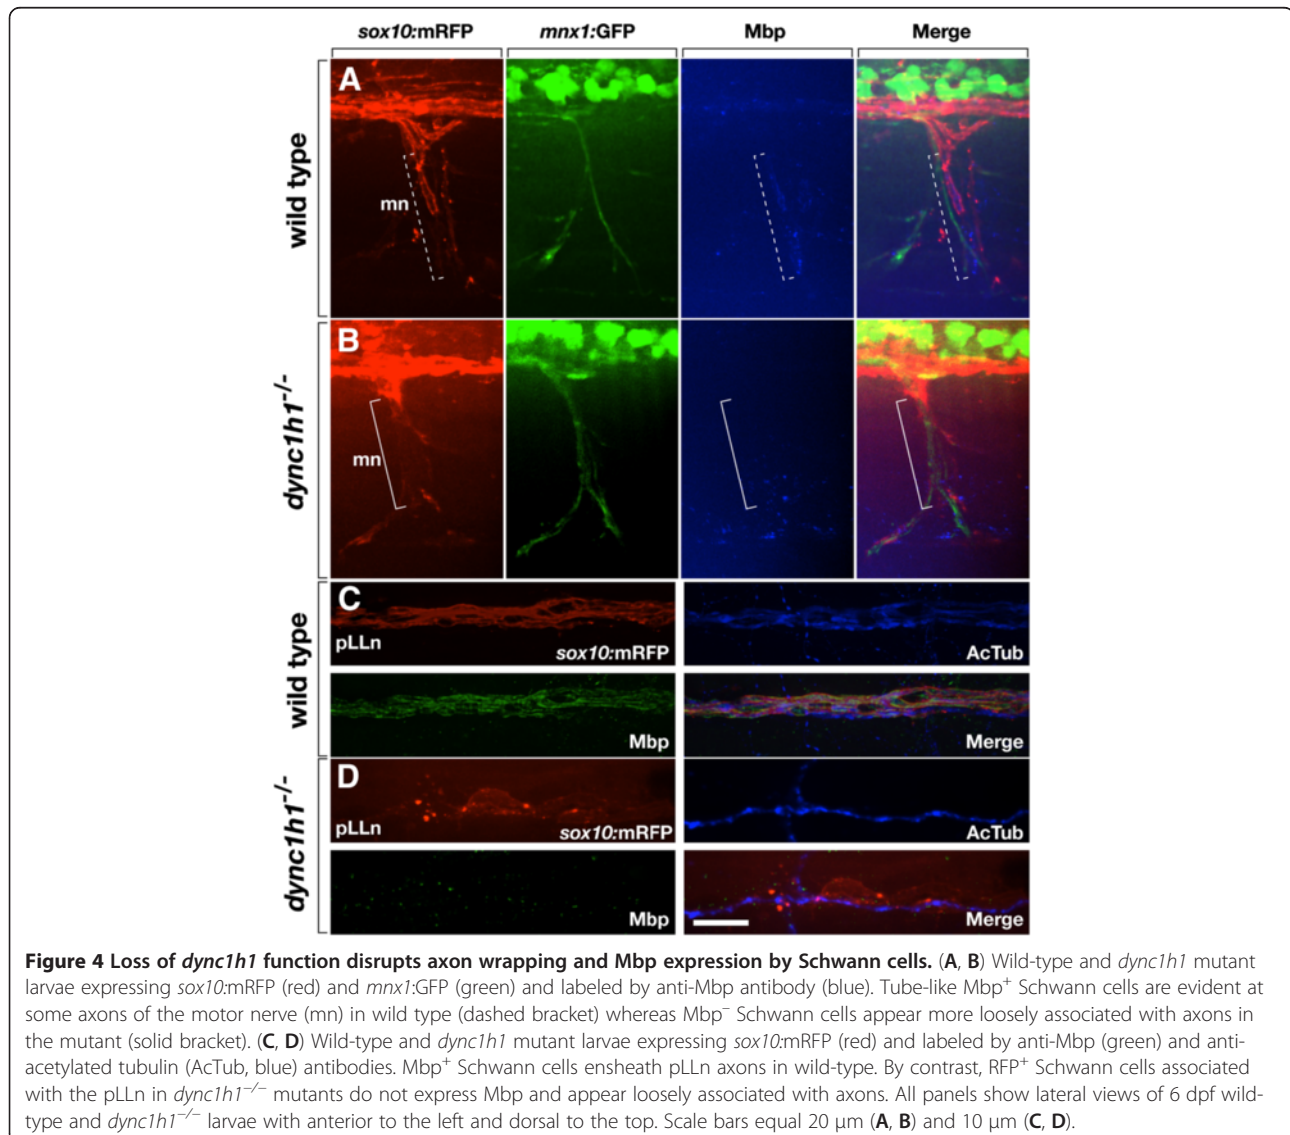 sox10:mRFP mnx1:GFP Mbp Merge
wild type
A
mn
dync1h1-/-
B
mn
wild type
C
pLLn
sox10:mRFP
AcTub
Mbp
Merge
dync1h1-/-
D
pLLn
sox10:mRFP
AcTub
Mbp
Merge
Figure 4 Loss of dync1h1 function disrupts axon wrapping and Mbp expression by Schwann cells. (A, B) Wild-type and dync1h1 mutant
larvae expressing sox10:mRFP (red) and mnx1:GFP (green) and labeled by anti-Mbp antibody (blue). Tube-like Mbp+ Schwann cells are evident at
some axons of the motor nerve (mn) in wild type (dashed bracket) whereas Mbp– Schwann cells appear more loosely associated with axons in
the mutant (solid bracket). (C, D) Wild-type and dync1h1 mutant larvae expressing sox10:mRFP (red) and labeled by anti-Mbp (green) and anti-
acetylated tubulin (AcTub, blue) antibodies. Mbp+ Schwann cells ensheath pLLn axons in wild-type. By contrast, RFP+ Schwann cells associated
with the pLLn in dync1h1−/− mutants do not express Mbp and appear loosely associated with axons. All panels show lateral views of 6 dpf wild-
type and dync1h1−/− larvae with anterior to the left and dorsal to the top. Scale bars equal 20 μm (A, B) and 10 μm (C, D).